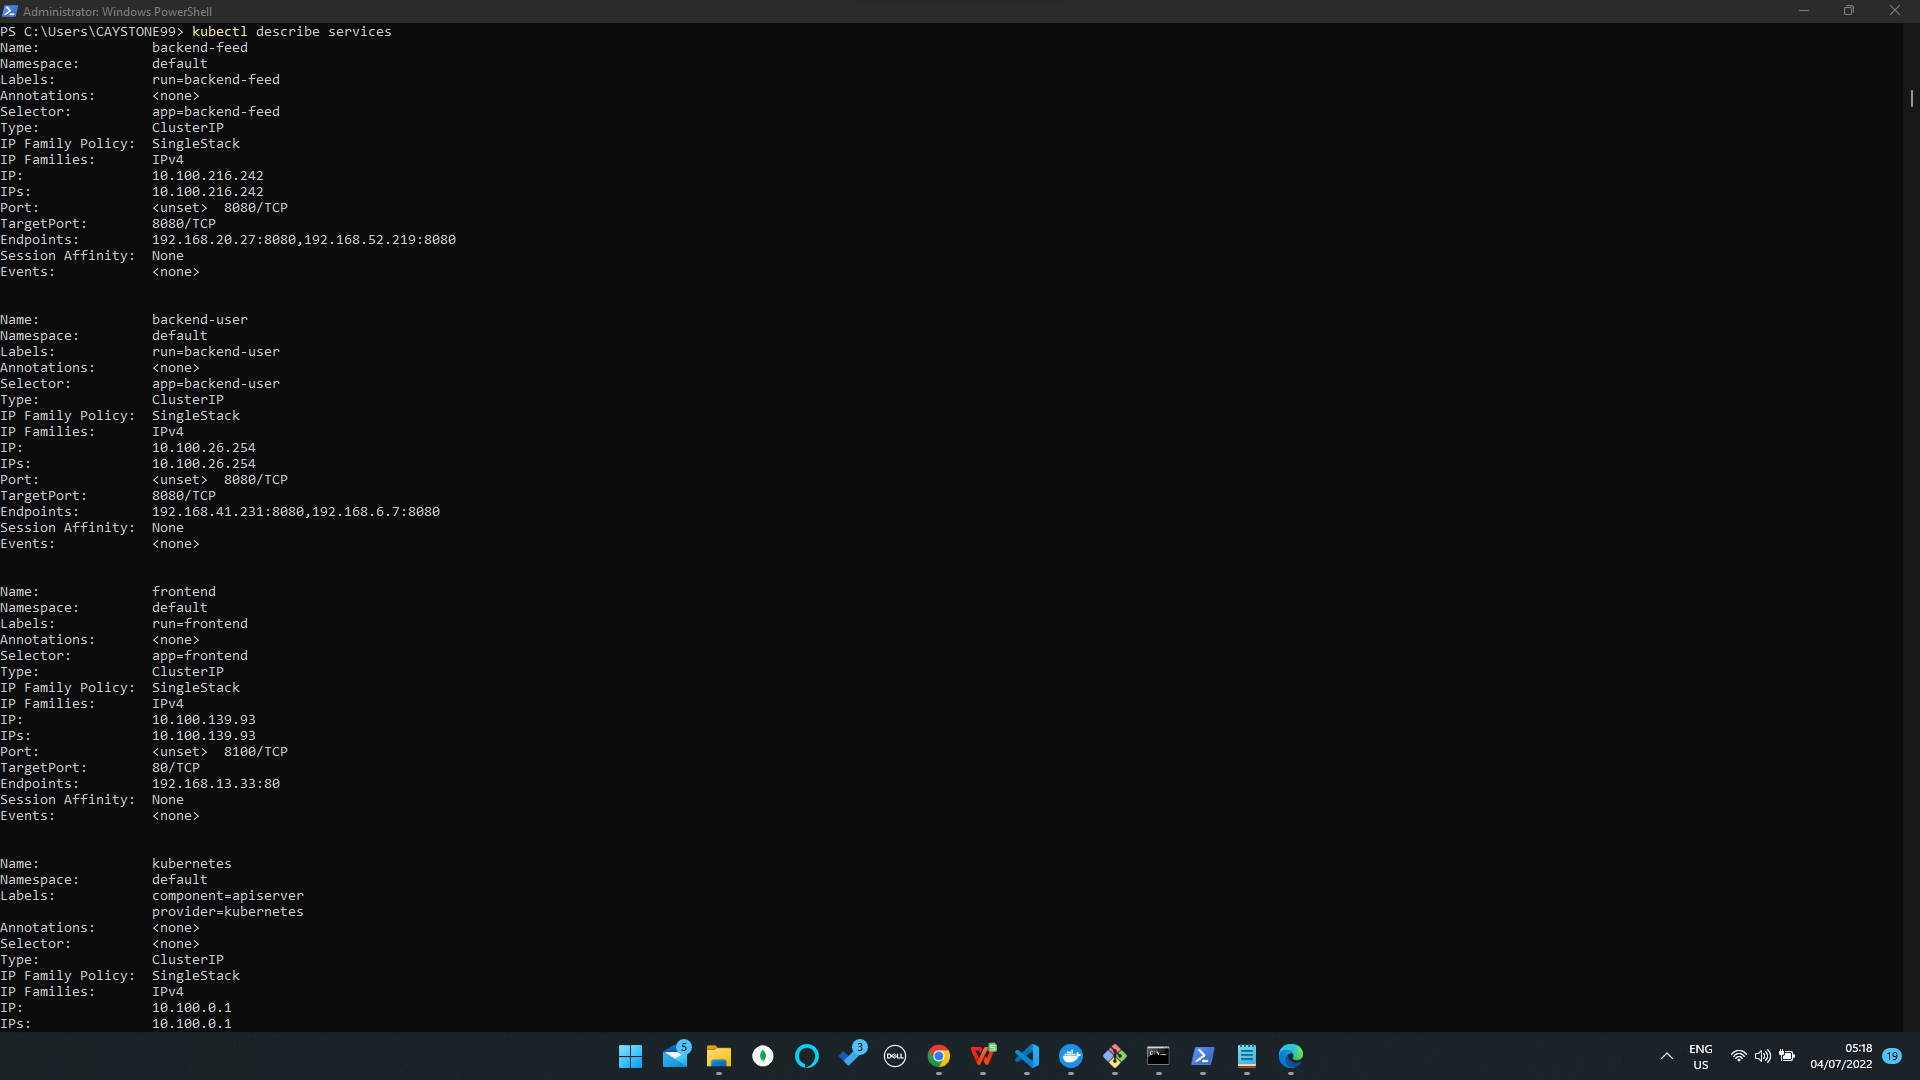 Administrator: Windows PowerShell
PS C:\Users\CAYSTONE99> kubectl describe services
Name:              backend-feed
Namespace:         default
Labels:            run=backend-feed
Annotations:       <none>
Selector:          app=backend-feed
Type:              ClusterIP
IP Family Policy:  SingleStack
IP Families:       IPv4
IP:                10.100.216.242
IPs:               10.100.216.242
Port:              <unset>  8080/TCP
TargetPort:        8080/TCP
Endpoints:         192.168.20.27:8080,192.168.52.219:8080
Session Affinity:  None
Events:            <none>
Name:              backend-user
Namespace:         default
Labels:            run=backend-user
Annotations:       <none>
Selector:          app=backend-user
Type:              ClusterIP
IP Family Policy:  SingleStack
IP Families:       IPv4
IP:                10.100.26.254
IPs:               10.100.26.254
Port:              <unset>  8080/TCP
TargetPort:        8080/TCP
Endpoints:         192.168.41.231:8080,192.168.6.7:8080
Session Affinity:  None
Events:            <none>
Name:              frontend
Namespace:         default
Labels:            run=frontend
Annotations:       <none>
Selector:          app=frontend
Type:              ClusterIP
IP Family Policy:  SingleStack
IP Families:       IPv4
IP:                10.100.139.93
IPs:               10.100.139.93
Port:              <unset>  8100/TCP
TargetPort:        80/TCP
Endpoints:         192.168.13.33:80
Session Affinity:  None
Events:            <none>
Name:              kubernetes
Namespace:         default
Labels:            component=apiserver
                   provider=kubernetes
Annotations:       <none>
Selector:          <none>
Type:              ClusterIP
IP Family Policy:  SingleStack
IP Families:       IPv4
IP:                10.100.0.1
IPs:               10.100.0.1
5
3
DELL
ENG
US
05:18
04/07/2022
19